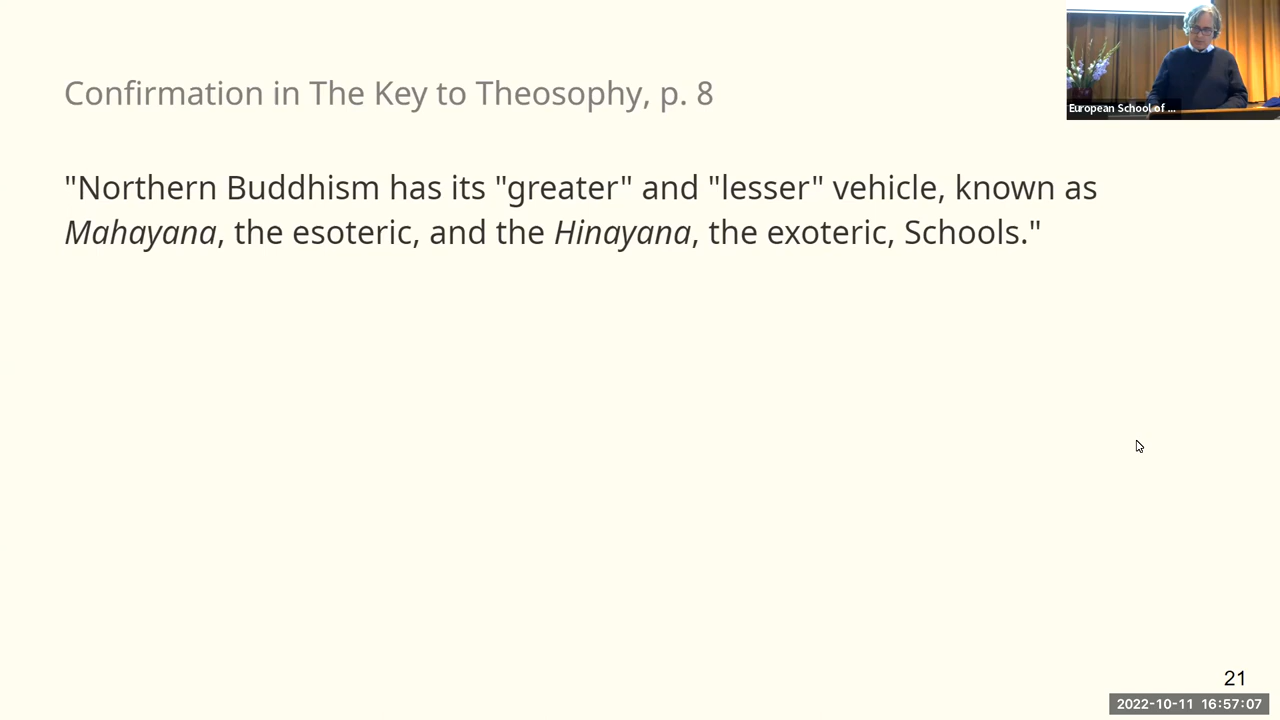 Confirmation in The Key to Theosophy, p. 8
European School of ...
"Northern Buddhism has its "greater" and "lesser" vehicle, known as
Mahayana, the esoteric, and the Hinayana, the exoteric, Schools."
21
2022-10-11 16:57:07